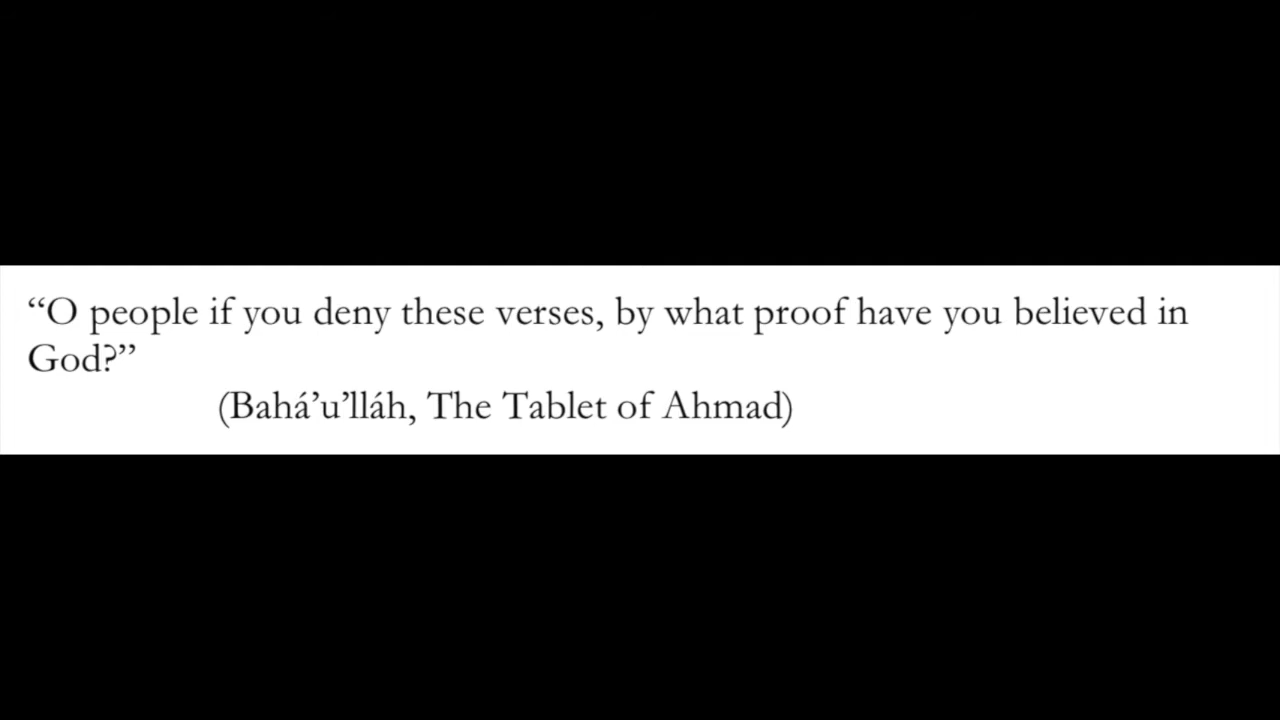 “O people if you deny these verses, by what proof have you believed in
God?”
(Bahá’u’lláh, The Tablet of Ahmad)